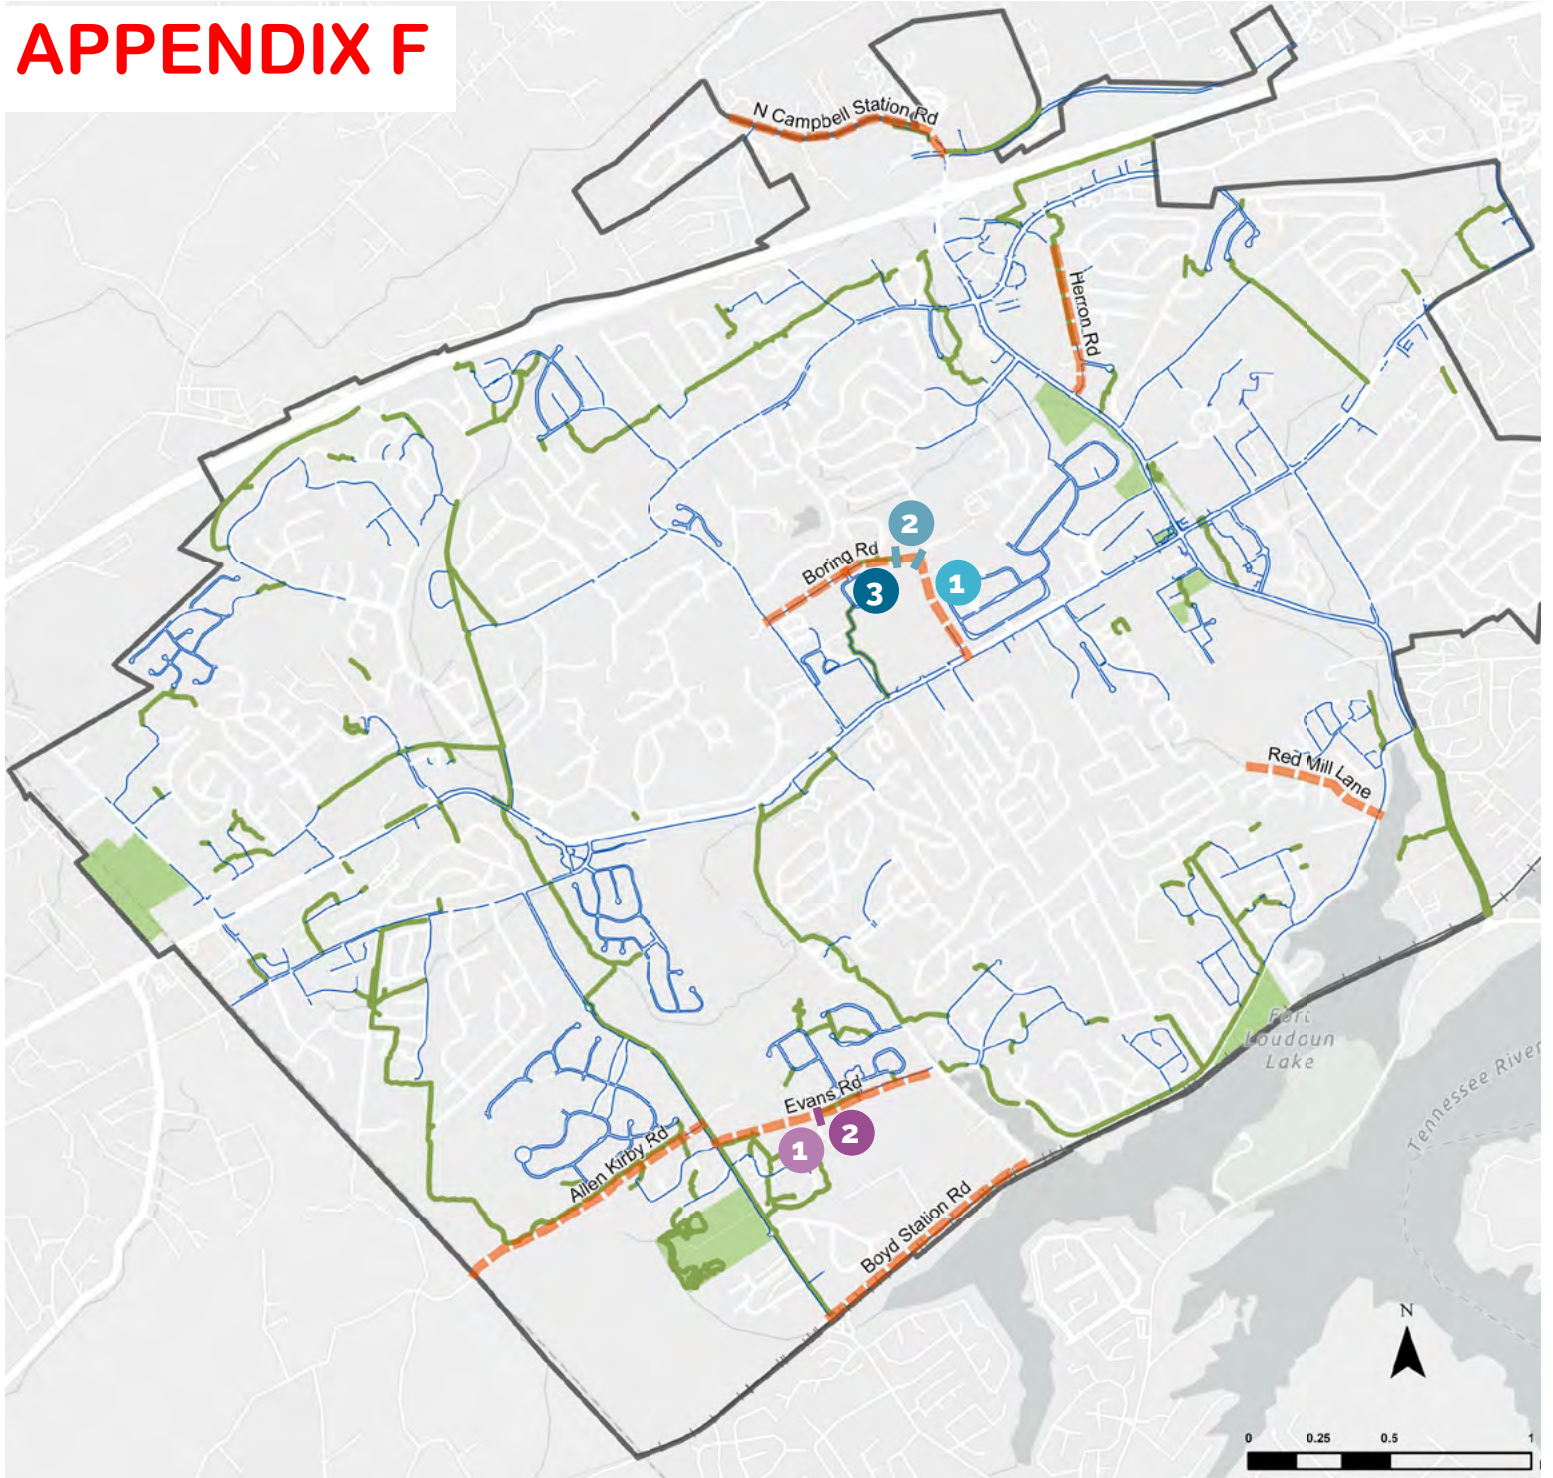 APPENDIX F
N Campbell Station Rd
Herron Rd
2
Boring Rd
1
3
Red Mill Lane
Fort
Loudoun
Lake
Tennessee River
Evans Rd
2
1
Allen Kirby Rd
Boyd Station Rd
N
0 0.25 0.5 1